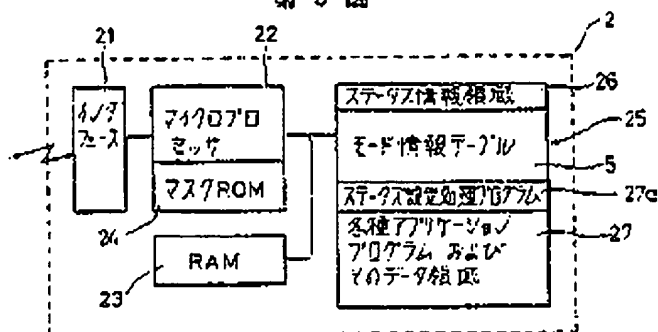 第 3 図
2
21
22
26
インタ
フェース
マイクロプロ
セッサ
マスクROM
24
RAM
23
ステータス情報領域
モード情報テーブル
25
5
ステータス設定処理プログラム
27a
各種アプリケーション
プログラム および
そのデータ領域
27